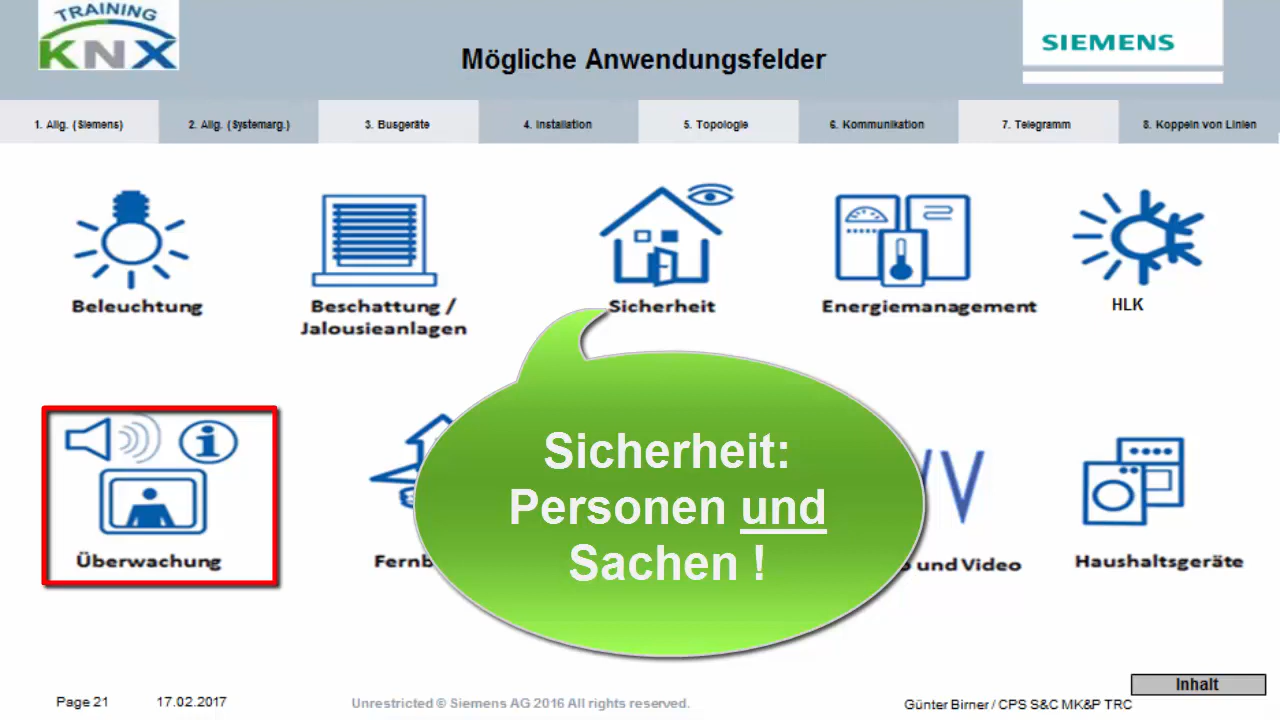 TRAINING
KNX
Mögliche Anwendungsfelder
SIEMENS
1. Allg. (Siemens)
2. Allg. (Systemarg.)
3. Busgeräte
4. Installation
5. Topologie
6. Kommunikation
7. Telegramm
8. Koppeln von Linien
Beleuchtung
Beschattung /
Jalousieanlagen
Sicherheit
Energiemanagement
HLK
Sicherheit:
Personen und
Sachen !
Überwachung
und Video
Haushaltsgeräte
Inhalt
Page 21
17.02.2017
Unrestricted © Siemens AG 2016 All rights reserved.
Günter Birner / CPS S&C MK&P TRC